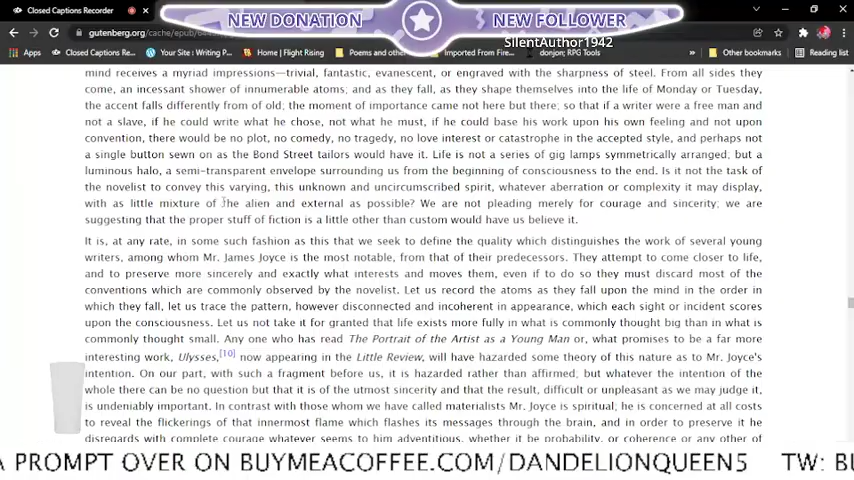 Closed Captions Recorder
NEW DONATION
NEW FOLLOWER
SilentAuthor1942
gutenberg.org/cache/epub/
Apps
Closed Captions Rec...
Your Site : Writing P...
Home | Flight Rising
Poems and other...
Imported From Fire...
donjon; RPG Tools
Other bookmarks
Reading list
mind receives a myriad impressions—trivial, fantastic, evanescent, or engraved with the sharpness of steel. From all sides they
come, an incessant shower of innumerable atoms; and as they fall, as they shape themselves into the life of Monday or Tuesday,
the accent falls differently from of old; the moment of importance came not here but there; so that if a writer were a free man and
not a slave, if he could write what he chose, not what he must, if he could base his work upon his own feeling and not upon
convention, there would be no plot, no comedy, no tragedy, no love interest or catastrophe in the accepted style, and perhaps not
a single button sewn on as the Bond Street tailors would have it. Life is not a series of gig lamps symmetrically arranged; but a
luminous halo, a semi-transparent envelope surrounding us from the beginning of consciousness to the end. Is it not the task of
the novelist to convey this varying, this unknown and uncircumscribed spirit, whatever aberration or complexity it may display,
with as little mixture of the alien and external as possible? We are not pleading merely for courage and sincerity; we are
suggesting that the proper stuff of fiction is a little other than custom would have us believe it.
It is, at any rate, in some such fashion as this that we seek to define the quality which distinguishes the work of several young
writers, among whom Mr. James Joyce is the most notable, from that of their predecessors. They attempt to come closer to life,
and to preserve more sincerely and exactly what interests and moves them, even if to do so they must discard most of the
conventions which are commonly observed by the novelist. Let us record the atoms as they fall upon the mind in the order in
which they fall, let us trace the pattern, however disconnected and incoherent in appearance, which each sight or incident scores
upon the consciousness. Let us not take it for granted that life exists more fully in what is commonly thought big than in what is
commonly thought small. Any one who has read The Portrait of the Artist as a Young Man or, what promises to be a far more
interesting work, Ulysses,[10] now appearing in the Little Review, will have hazarded some theory of this nature as to Mr. Joyce's
intention. On our part, with such a fragment before us, it is hazarded rather than affirmed; but whatever the intention of the
whole there can be no question but that it is of the utmost sincerity and that the result, difficult or unpleasant as we may judge it,
is undeniably important. In contrast with those whom we have called materialists Mr. Joyce is spiritual; he is concerned at all costs
to reveal the flickerings of that innermost flame which flashes its messages through the brain, and in order to preserve it he
disregards with complete courage whatever seems to him adventitious, whether it be probability, or coherence or any other of
A PROMPT OVER ON BUYMEACOFFEE.COM/DANDELIONQUEEN5 TW: BU